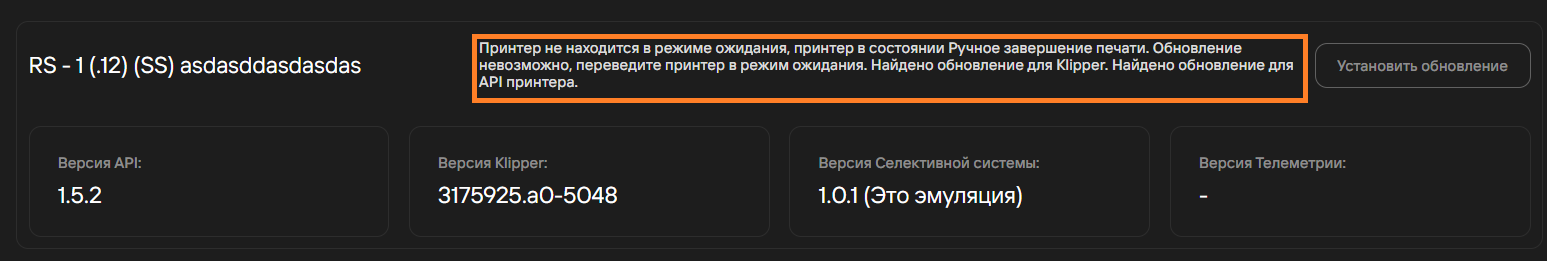 RS - 1 (.12) (SS) asdasddasdasdas
Принтер не находится в режиме ожидания, принтер в состоянии Ручное завершение печати. Обновление
невозможно, переведите принтер в режим ожидания. Найдено обновление для Klipper. Найдено обновление для
API принтера.
Установить обновление
Версия API:
1.5.2
Версия Klipper:
3175925.a0-5048
Версия Селективной системы:
1.0.1 (Это эмуляция)
Версия Телеметрии:
-